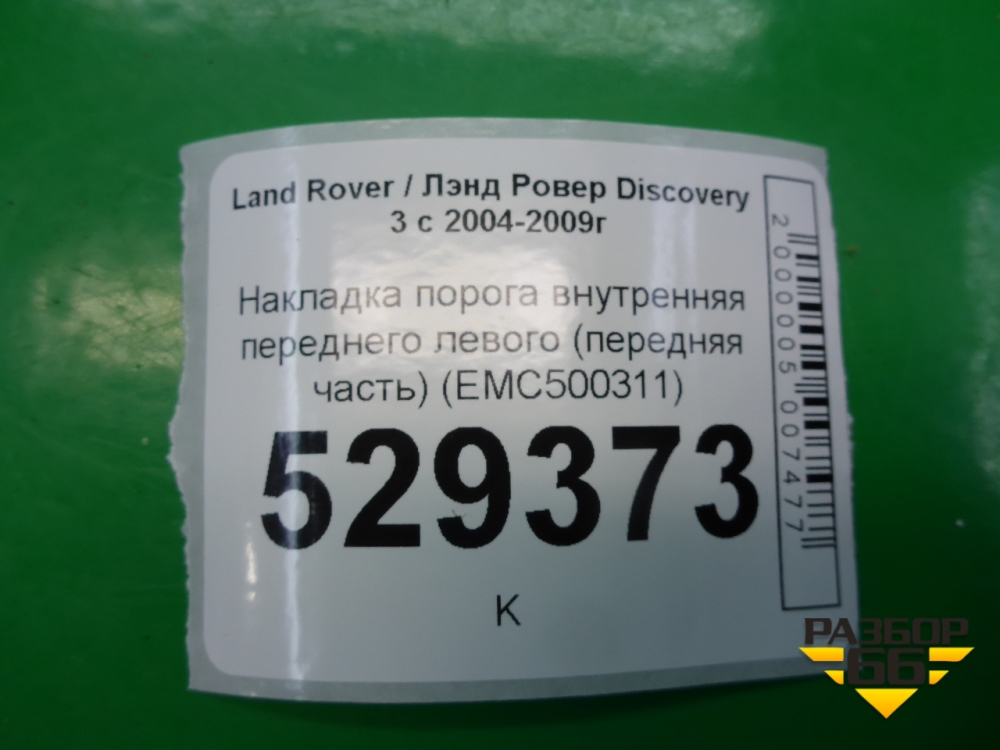 Land Rover / Лэнд Ровер Discovery
3 с 2004-2009г
Накладка порога внутренняя
переднего левого (передняя
часть) (EMC500311)
529373
К
2000005007477
РАЗБОР
66